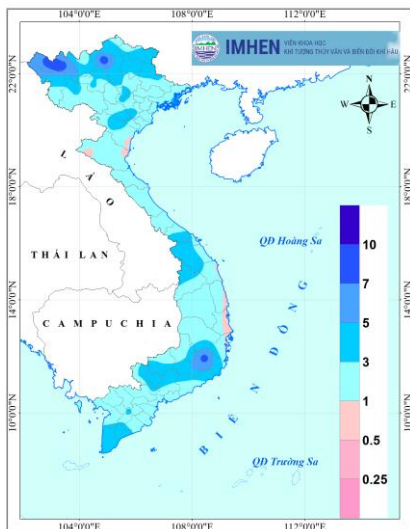 104°0'0"E
108°0'0"E
112°0'0"E
IMHEN
VIỆN KHOA HỌC
KHÍ TƯỢNG THỦY VĂN VÀ BIẾN ĐỔI KHÍ HẬU
22°0'0"N
22°0'0"N
N
W
E
S
LÀO
18°0'0"N
18°0'0"N
QĐ Hoàng Sa
THÁI LAN
10
7
14°0'0"N
14°0'0"N
CAMPUCHIA
5
3
BIỂN ĐÔNG
1
10°0'0"N
10°0'0"N
0.5
QĐ Trường Sa
0.25
104°0'0"E
108°0'0"E
112°0'0"E